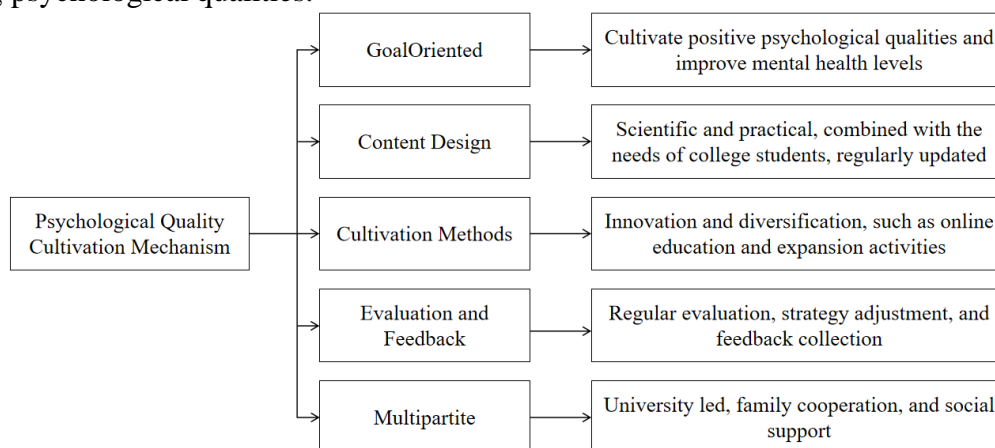 psychological qualities.
GoalOriented
Cultivate positive psychological qualities and
improve mental health levels
Content Design
Scientific and practical, combined with the
needs of college students, regularly updated
Psychological Quality
Cultivation Mechanism
Cultivation Methods
Innovation and diversification, such as online
education and expansion activities
Evaluation and
Feedback
Regular evaluation, strategy adjustment, and
feedback collection
Multipartite
University led, family cooperation, and social
support